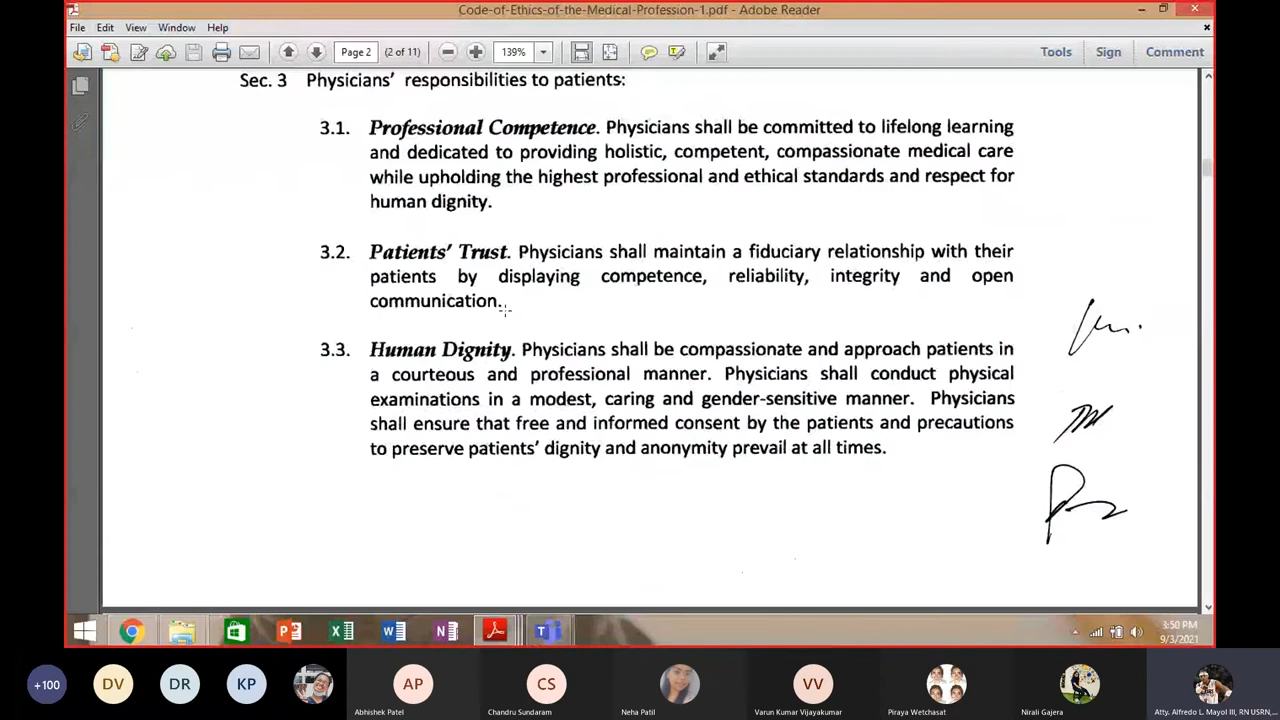 Code-of-Ethics-of-the-Medical-Profession-1.pdf - Adobe Reader
File Edit View Window Help
Page 2 (2 of 11) 139% Tools Sign Comment
Sec. 3 Physicians' responsibilities to patients:
3.1. Professional Competence. Physicians shall be committed to lifelong learning
and dedicated to providing holistic, competent, compassionate medical care
while upholding the highest professional and ethical standards and respect for
human dignity.
3.2. Patients' Trust. Physicians shall maintain a fiduciary relationship with their
patients by displaying competence, reliability, integrity and open
communication.
3.3. Human Dignity. Physicians shall be compassionate and approach patients in
a courteous and professional manner. Physicians shall conduct physical
examinations in a modest, caring and gender-sensitive manner. Physicians
shall ensure that free and informed consent by the patients and precautions
to preserve patients' dignity and anonymity prevail at all times.
3:50 PM
9/3/2021
+100 DV DR KP AP CS VV
Abhishek Patel Chandru Sundaram Neha Patil Varun Kumar Vijayakumar Piraya Wetchasat Nirali Gajera Atty. Alfredo L. Mayol III, RN USRN,...